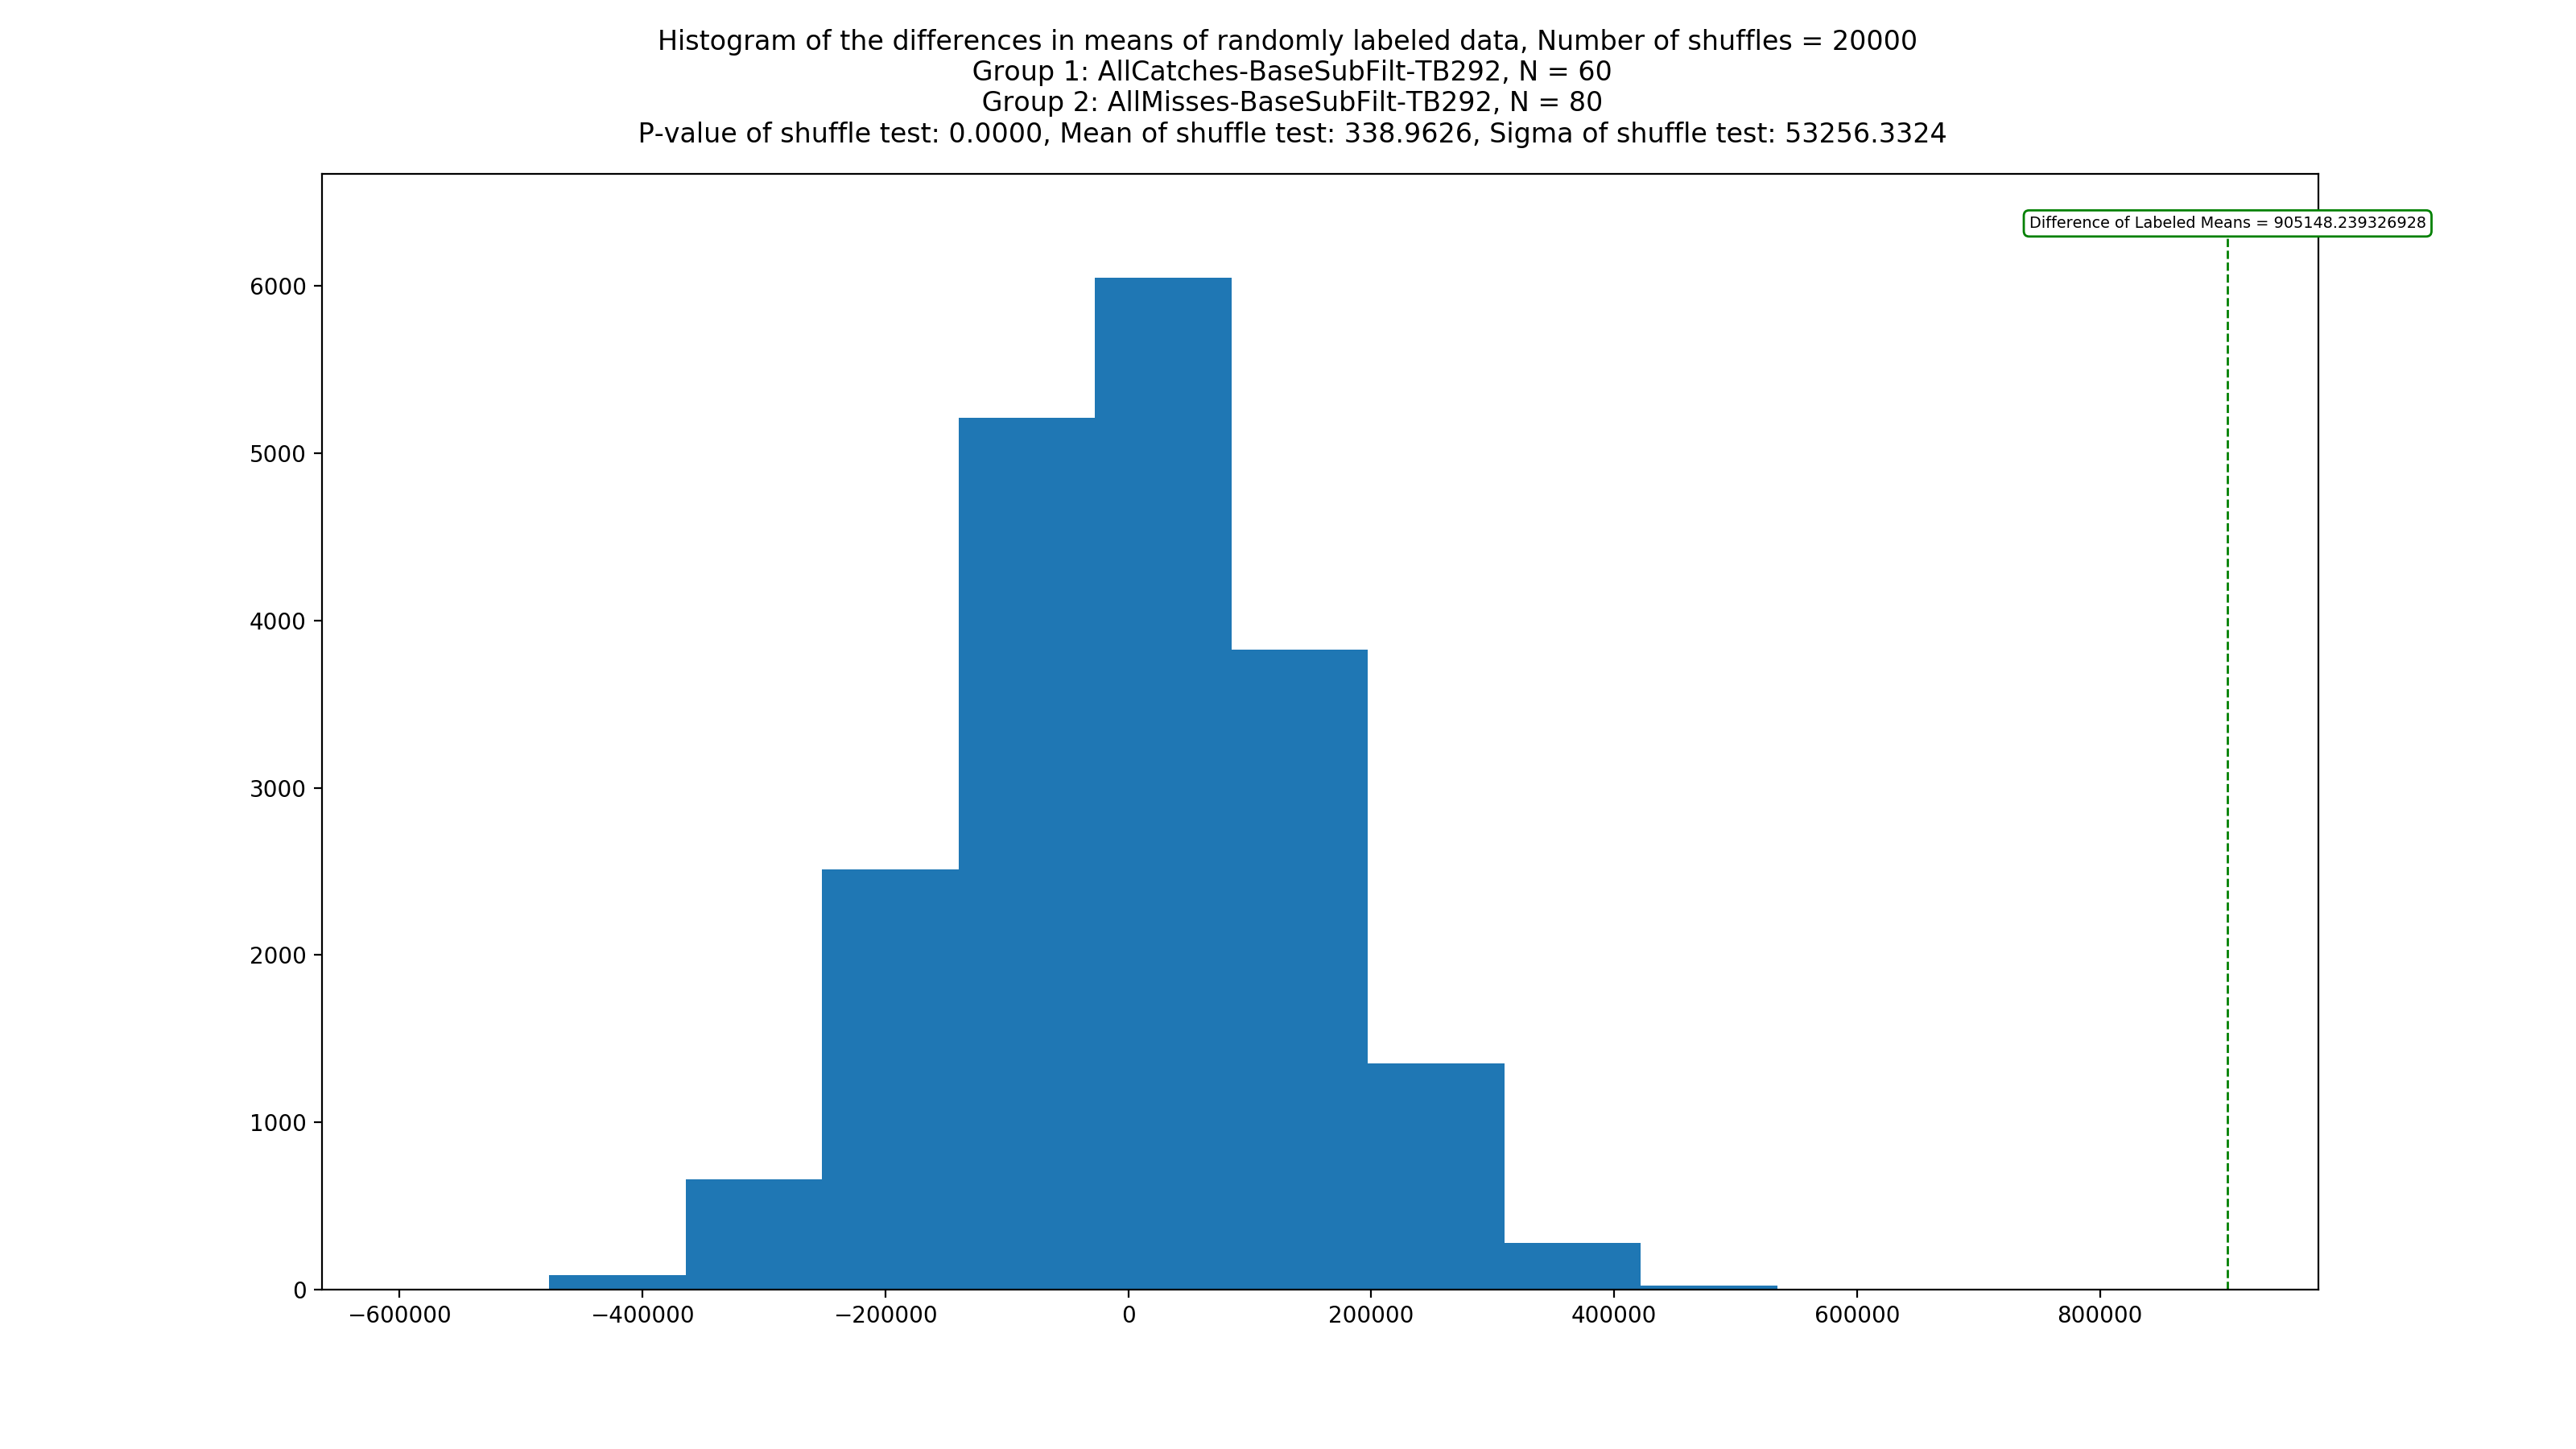 Histogram of the differences in means of randomly labeled data, Number of shuffles = 20000
Group 1: AllCatches-BaseSubFilt-TB292, N = 60
Group 2: AllMisses-BaseSubFilt-TB292, N = 80
P-value of shuffle test: 0.0000, Mean of shuffle test: 338.9626, Sigma of shuffle test: 53256.3324
Difference of Labeled Means = 905148.239326928
6000
5000
4000
3000
2000
1000
0
−600000 −400000 −200000 0 200000 400000 600000 800000